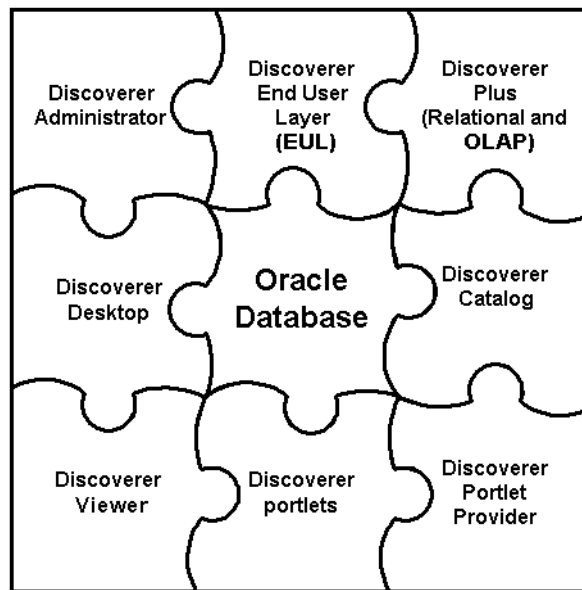 Discoverer
Administrator
Discoverer
End User
Layer
(EUL)
Discoverer
Plus
(Relational and
OLAP)
Discoverer
Desktop
Oracle
Database
Discoverer
Catalog
Discoverer
Viewer
Discoverer
portlets
Discoverer
Portlet
Provider